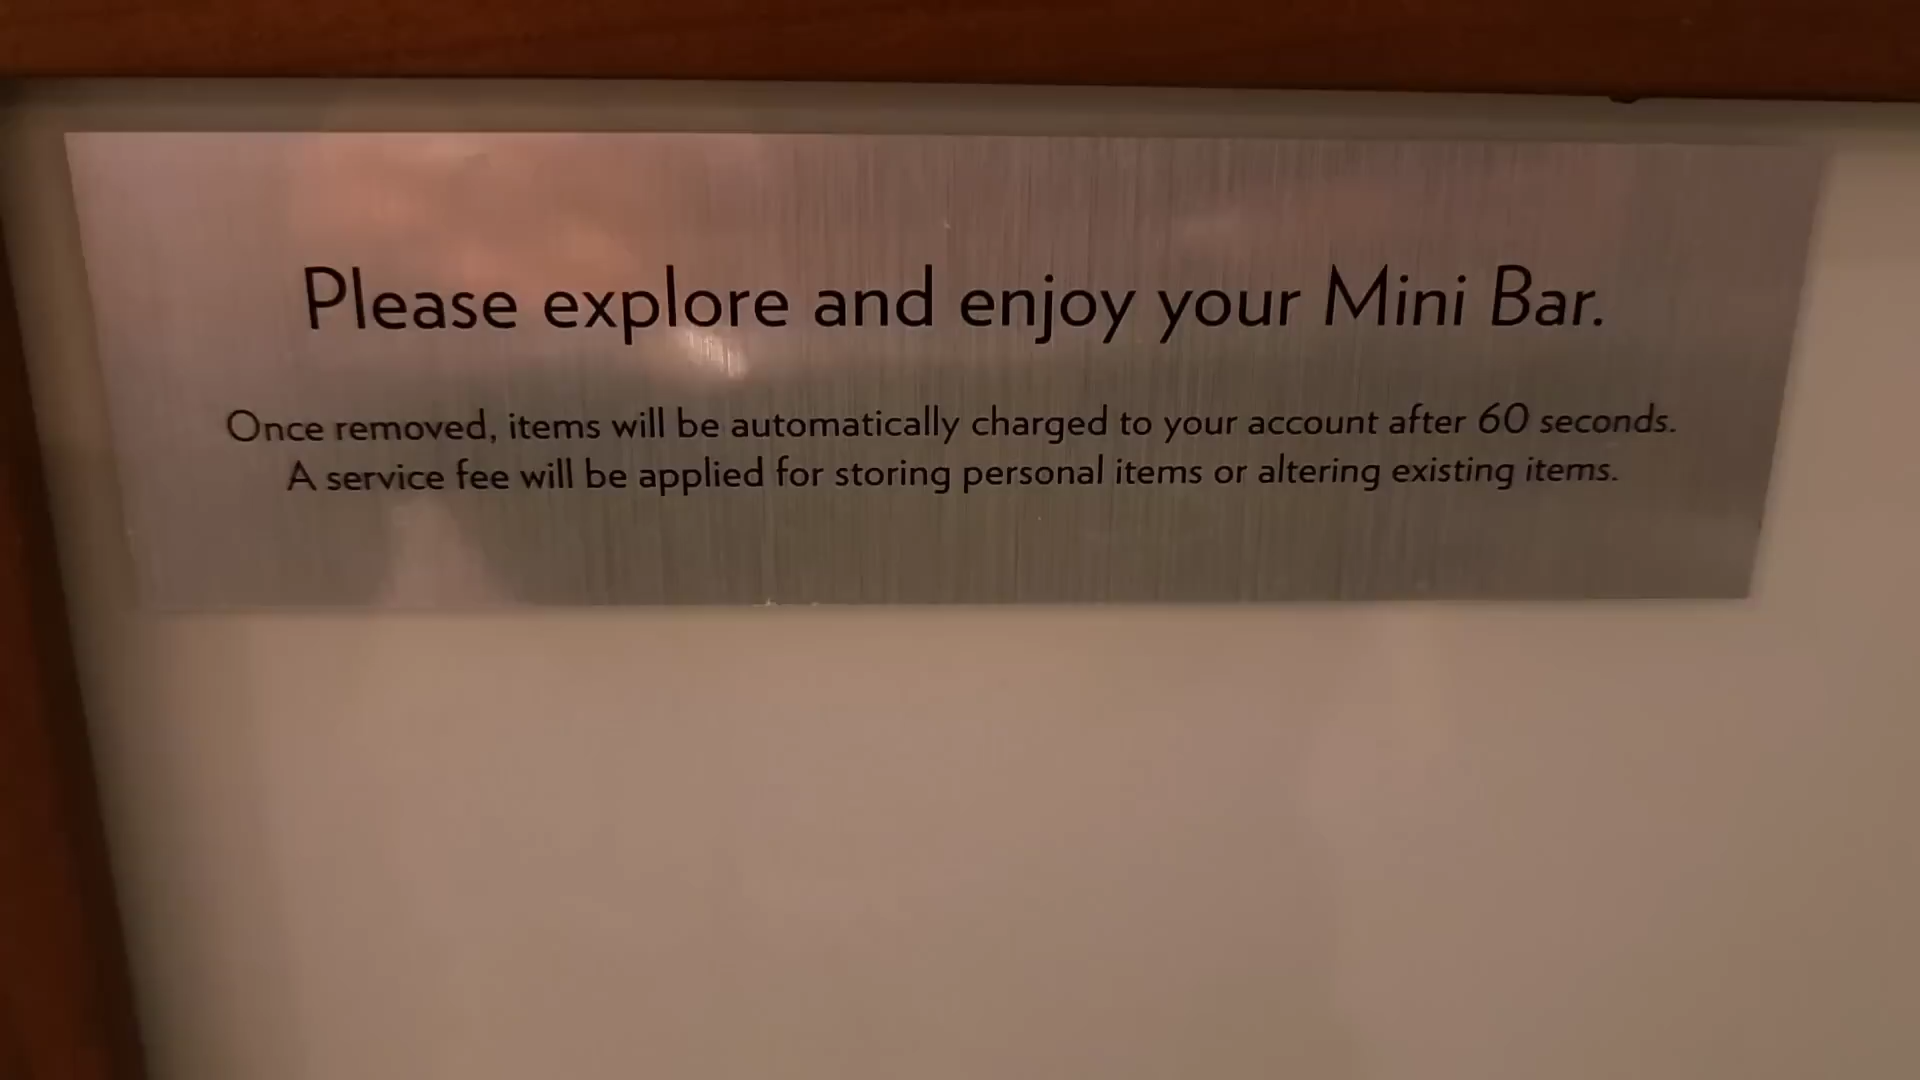 Please explore and enjoy your Mini Bar.
Once removed, items will be automatically charged to your account after 60 seconds.
A service fee will be applied for storing personal items or altering existing items.